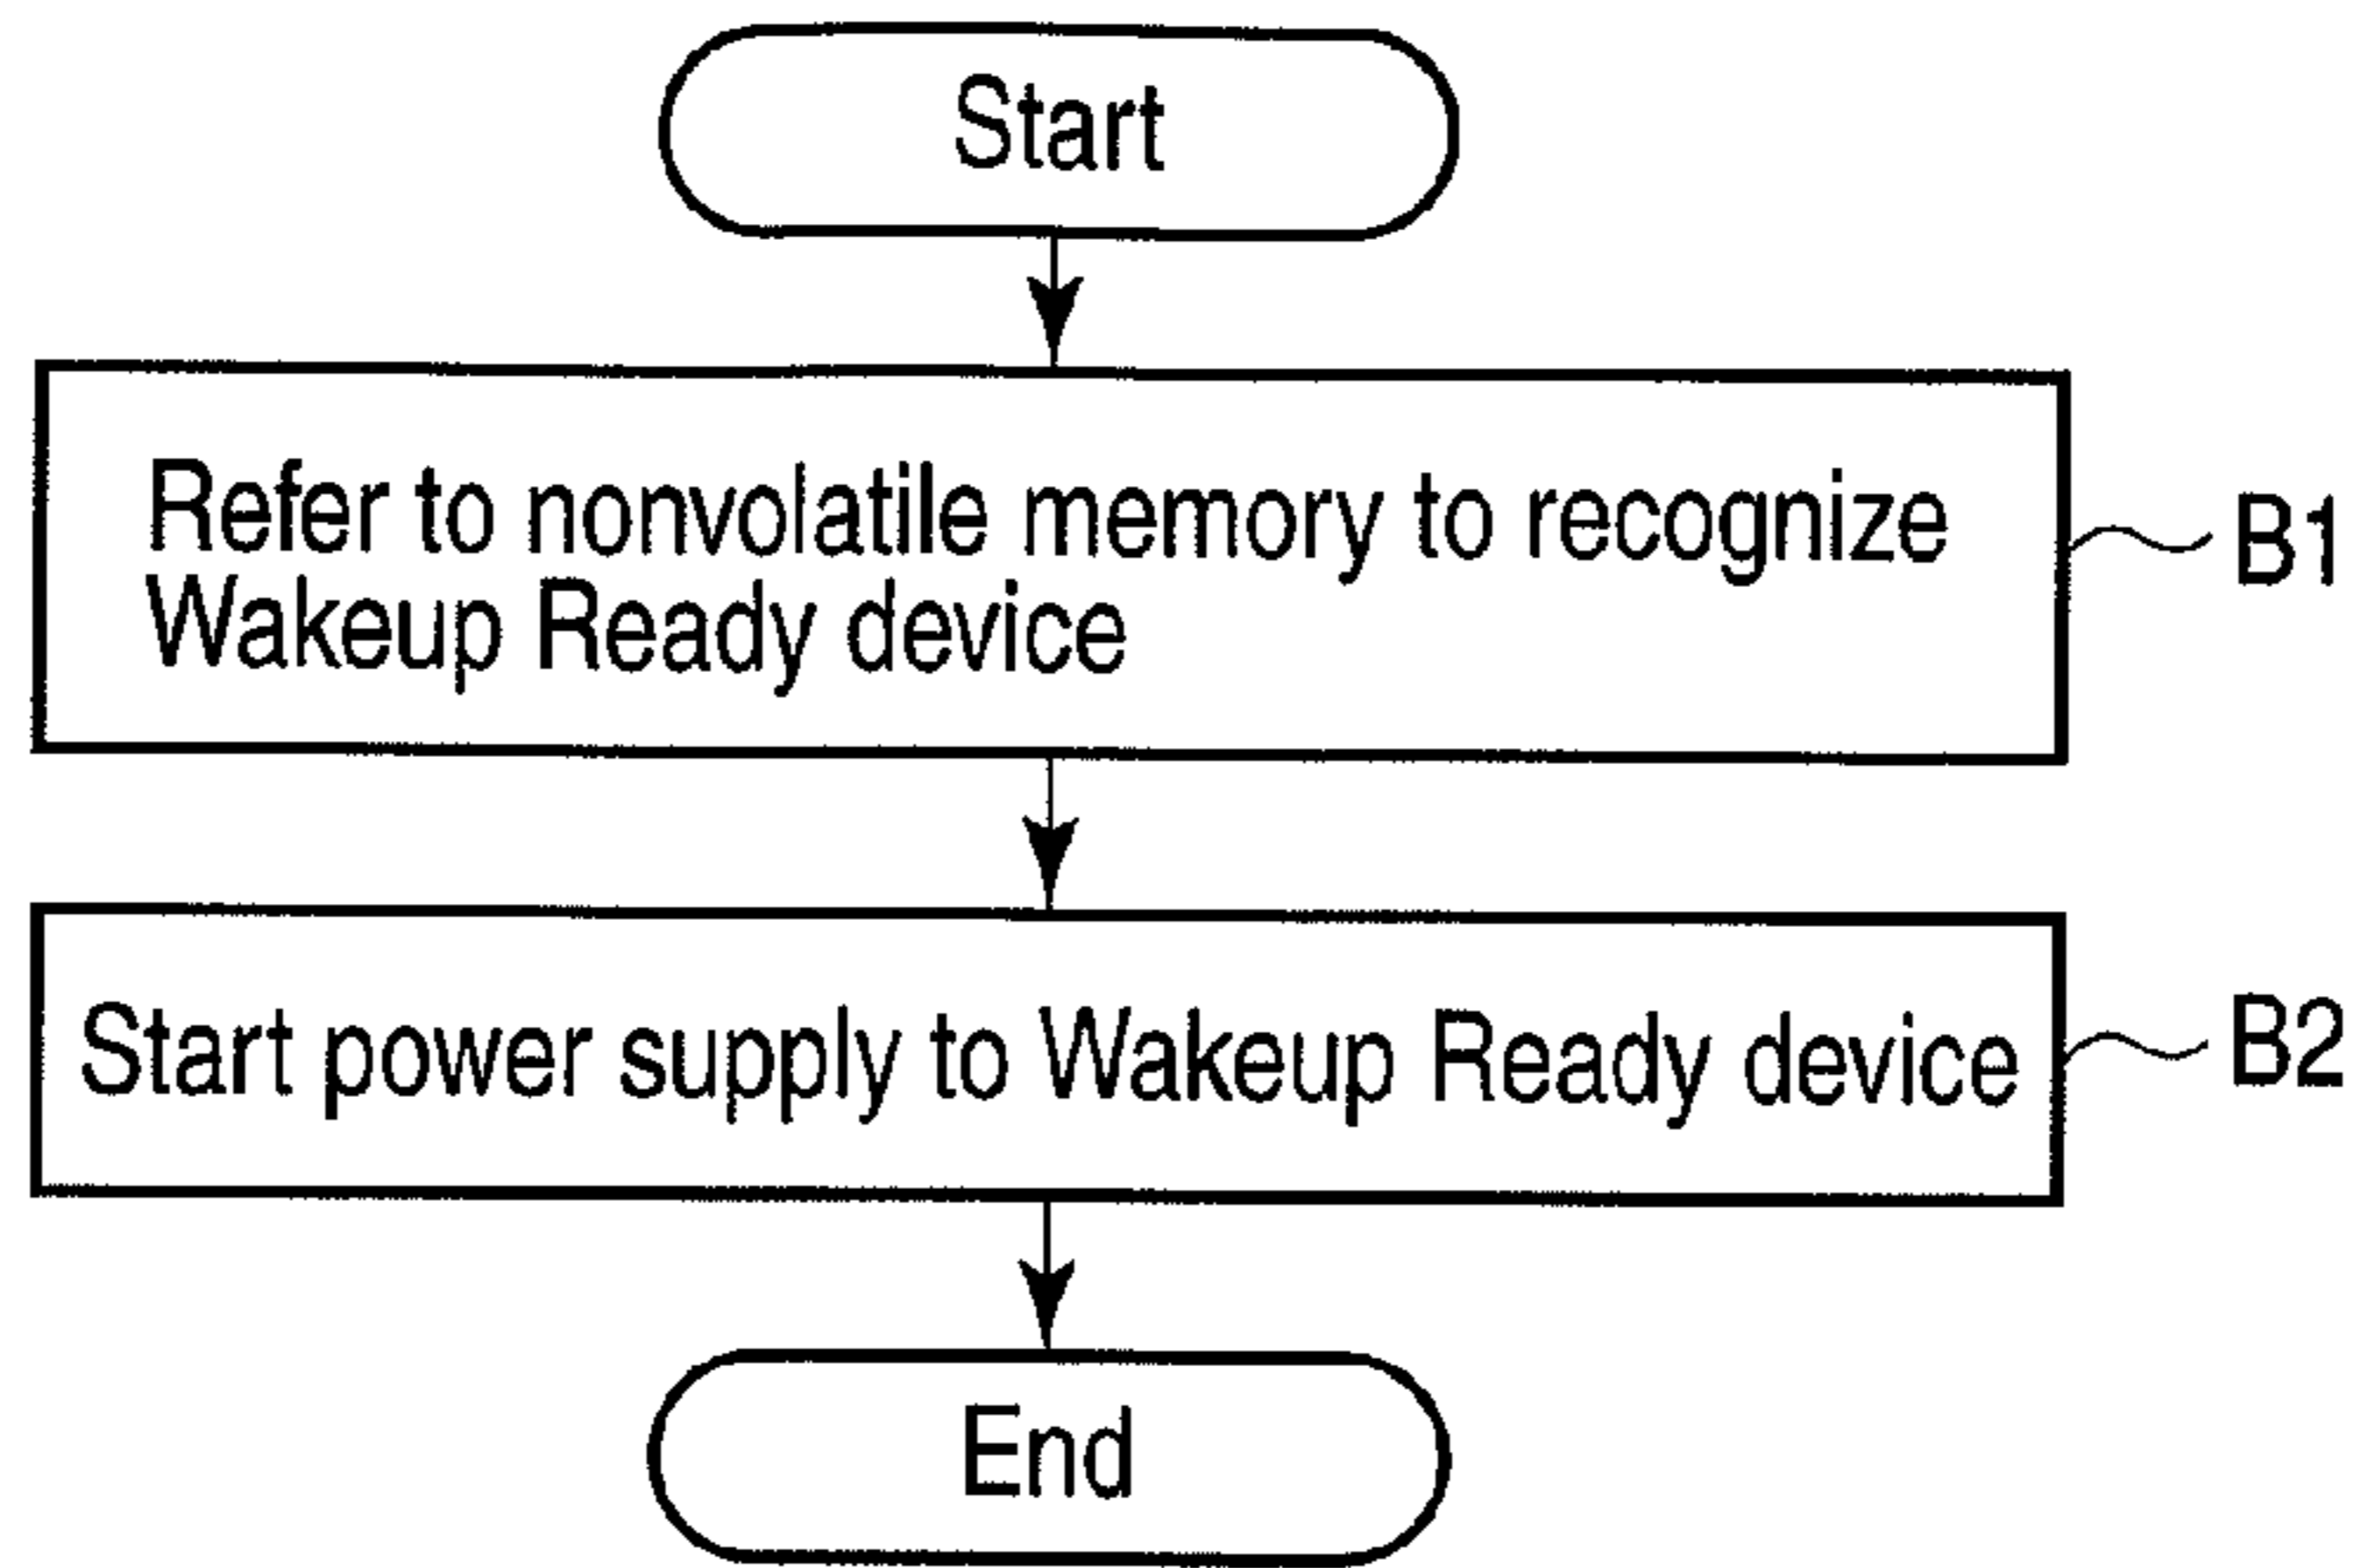 Start
Refer to nonvolatile memory to recognize
Wakeup Ready device
B1
Start power supply to Wakeup Ready device
B2
End